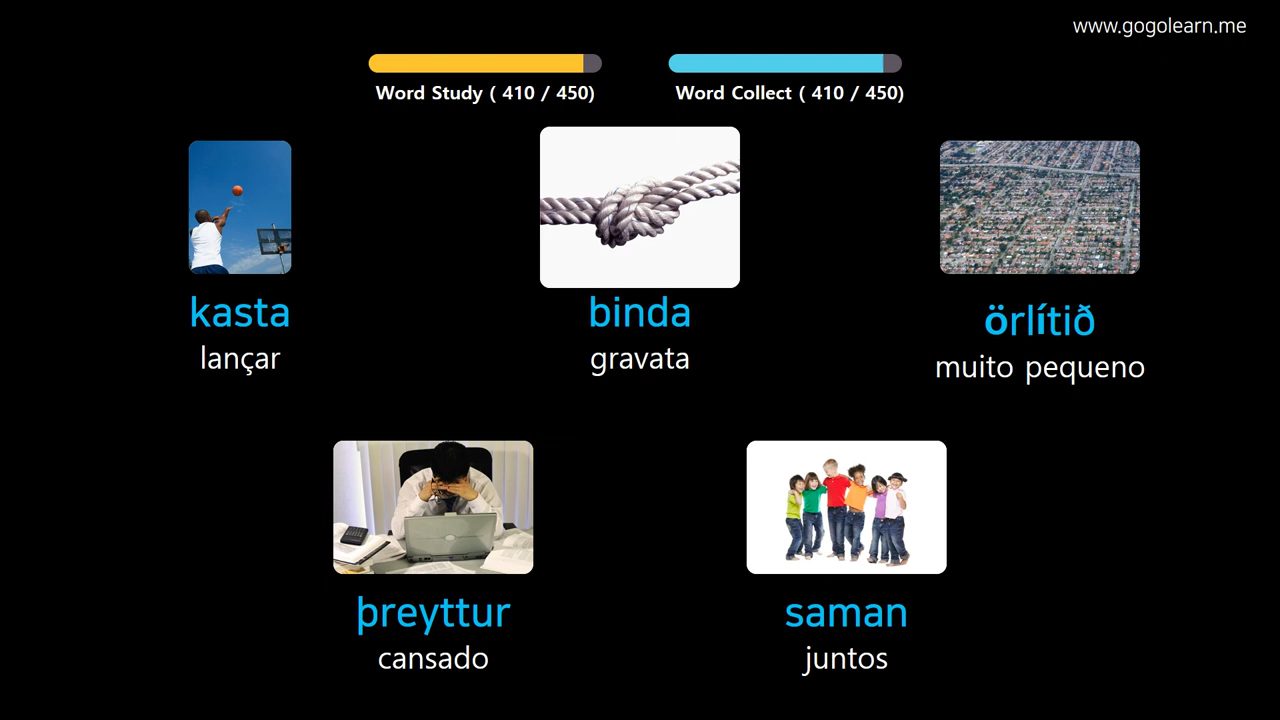 www.gogolearn.me
Word Study ( 410 / 450)
Word Collect ( 410 / 450)
kasta
lançar
binda
gravata
örlítið
muito pequeno
þreyttur
cansado
saman
juntos